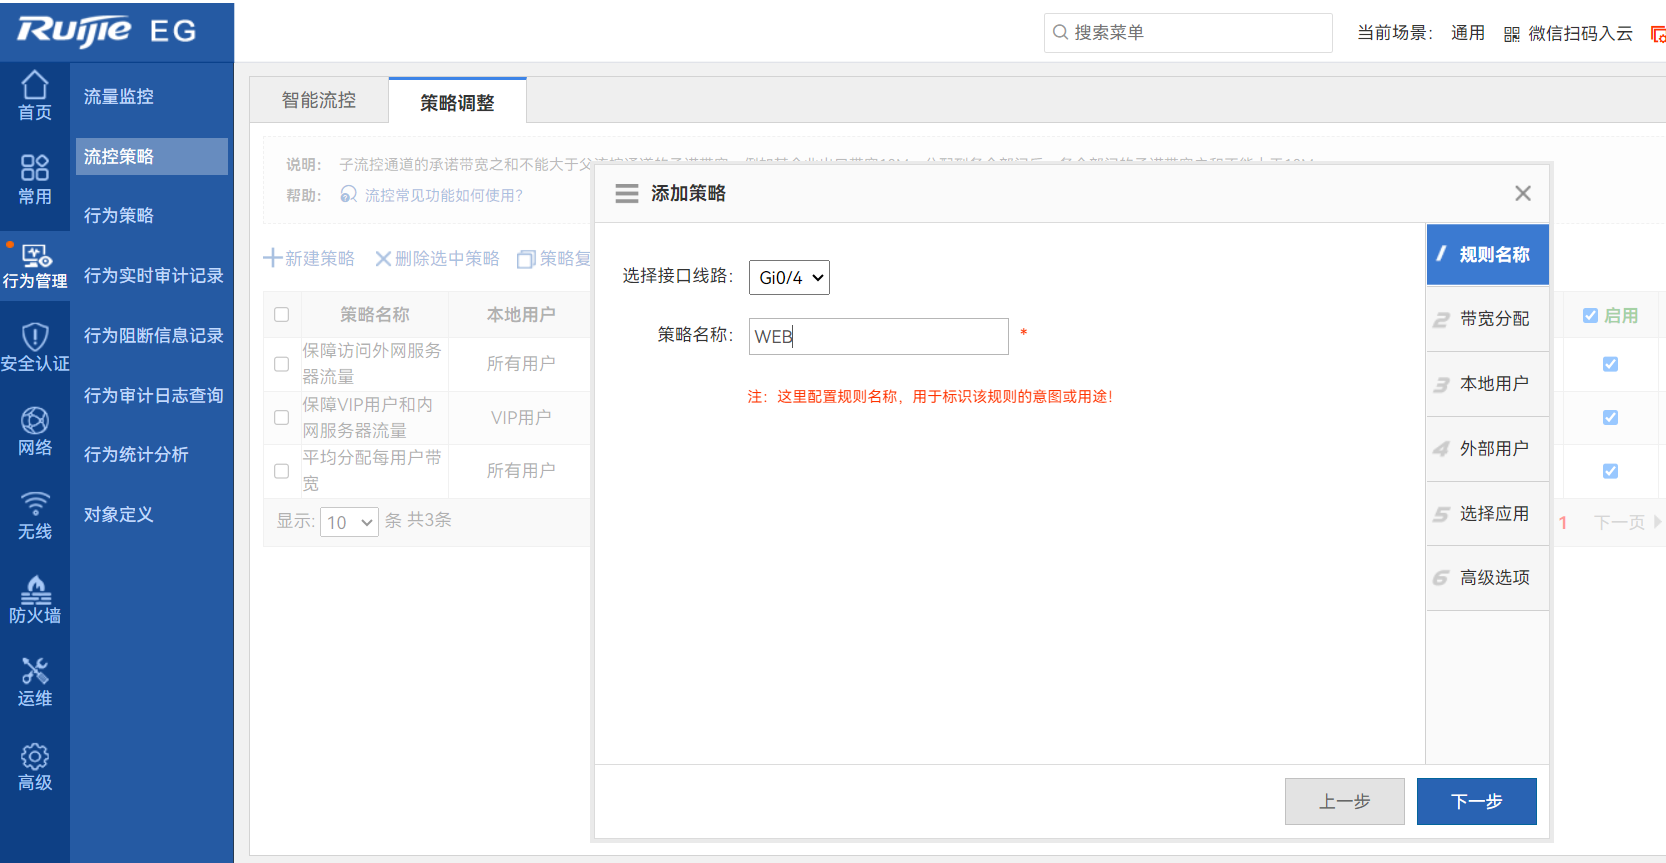 Ruijie EG
搜索菜单
当前场景： 通用
微信扫码入云
首页
常用
行为管理
安全认证
网络
无线
防火墙
运维
高级
流量监控
流控策略
行为策略
行为实时审计记录
行为阻断信息记录
行为审计日志查询
行为统计分析
对象定义
智能流控
策略调整
说明： 子流控通道的承诺带宽之和不能大于父
帮助： 流控常见功能如何使用？
新建策略 删除选中策略 策略复
策略名称 本地用户 启用
保障访问外网服务
器流量
所有用户
保障VIP用户和内
网服务器流量
VIP用户
平均分配每用户带
宽
所有用户
显示: 10 条 共3条
1 下一页
添加策略
选择接口线路： Gi0/4
策略名称： WEB *
注：这里配置规则名称，用于标识该规则的意图或用途！
1 规则名称
2 带宽分配
3 本地用户
4 外部用户
5 选择应用
6 高级选项
上一步 下一步